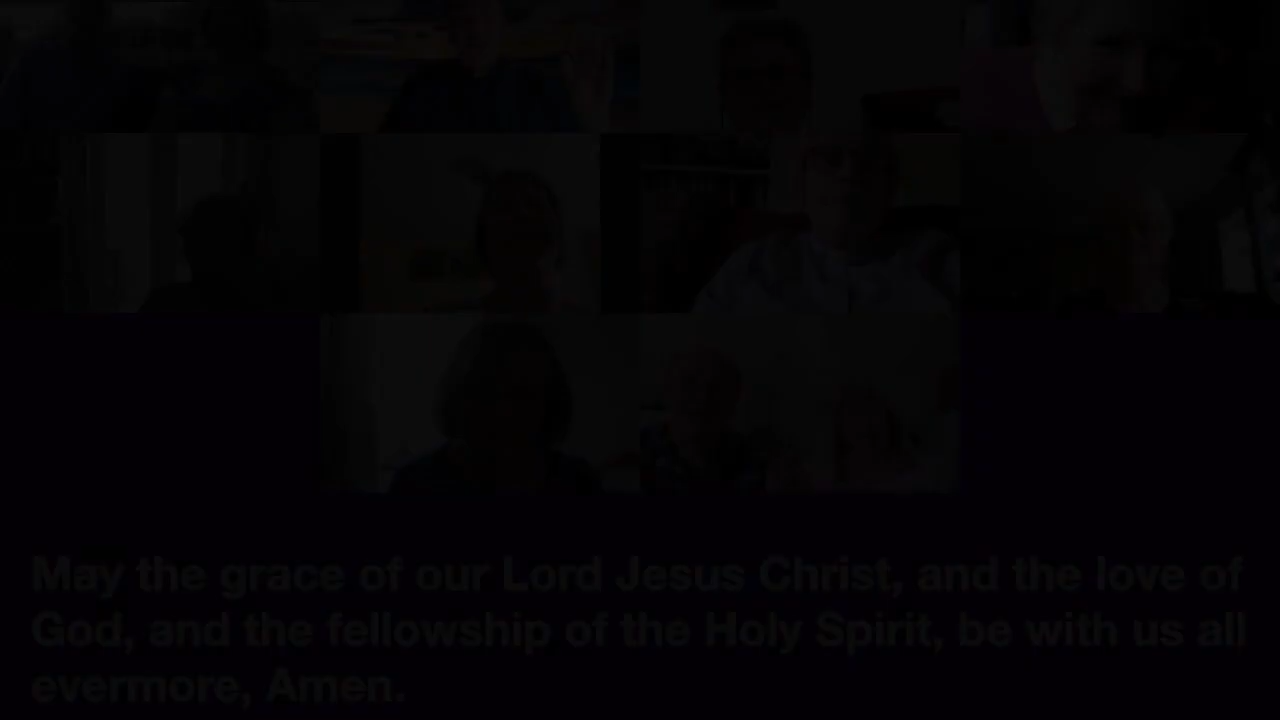 May the grace of our Lord Jesus Christ, and the love of
God, and the fellowship of the Holy Spirit, be with us all
evermore, Amen.